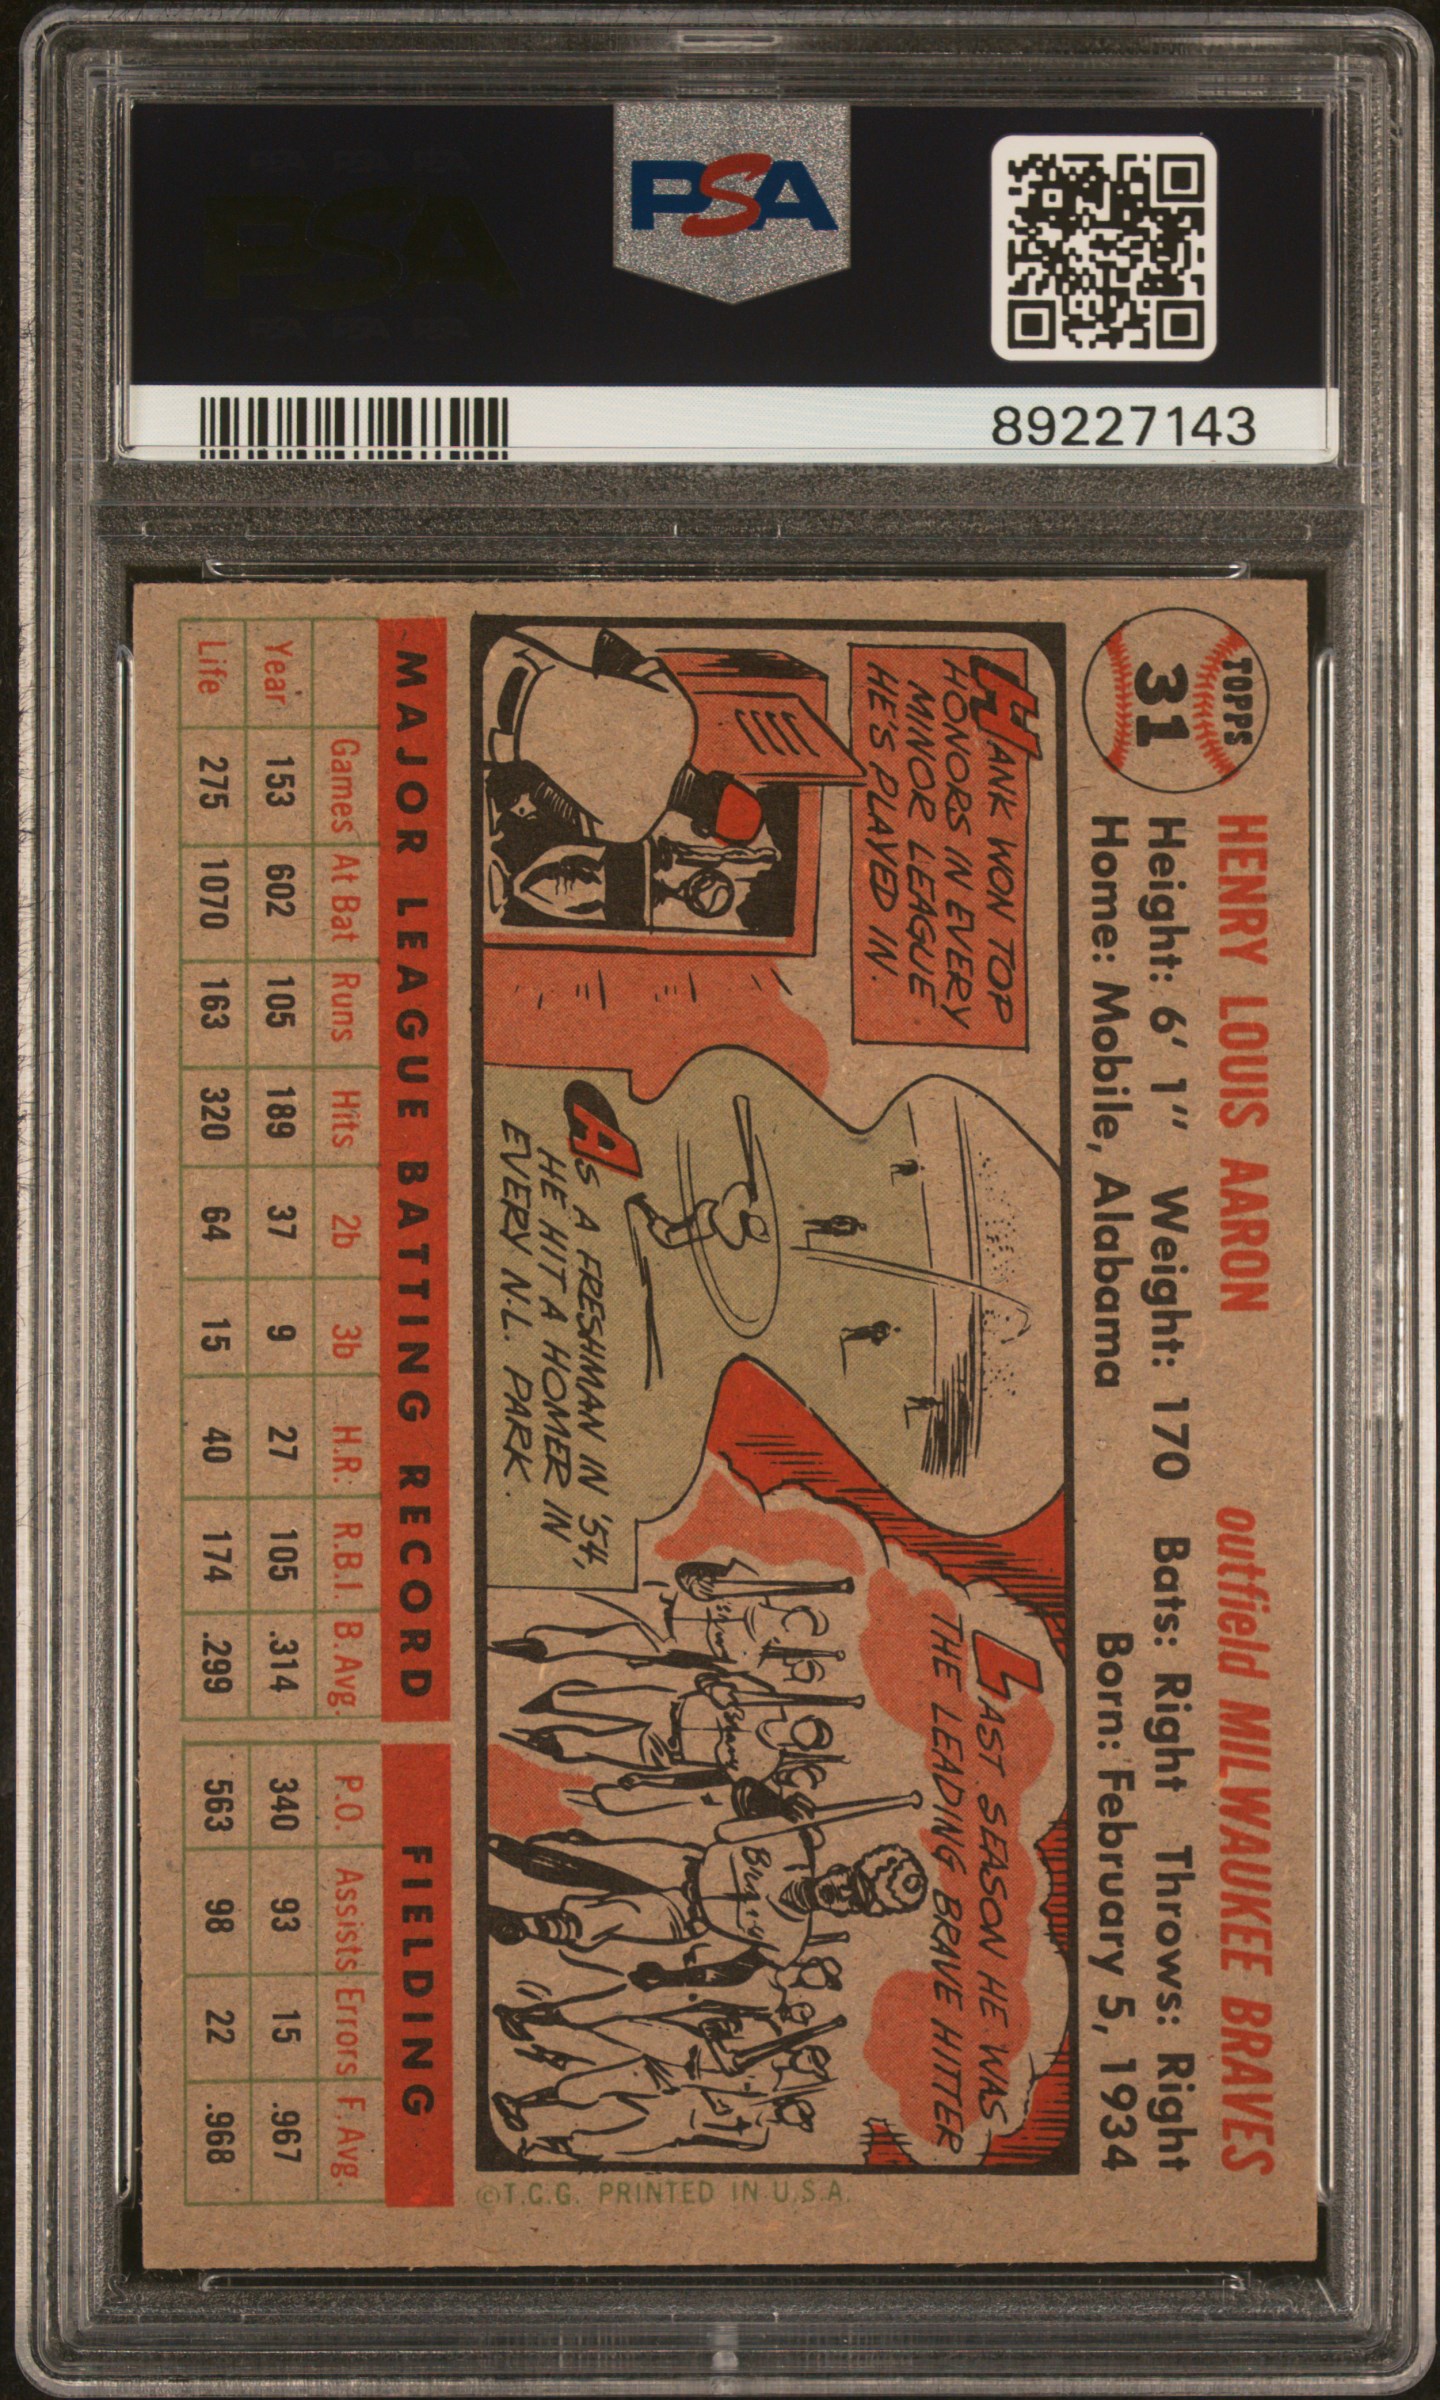 PSA
89227143
TOPPS
31
HENRY LOUIS AARON outfield MILWAUKEE BRAVES
Height: 6' 1" Weight: 170 Bats: Right Throws: Right
Home: Mobile, Alabama Born: February 5, 1934
HANK WON TOP
HONORS IN EVERY
MINOR LEAGUE
HE'S PLAYED IN.
AS A FRESHMAN IN '54,
HE HIT A HOMER IN
EVERY N.L. PARK.
LAST SEASON HE WAS
THE LEADING BRAVE HITTER
©T.C.G. PRINTED IN U.S.A.
MAJOR LEAGUE BATTING RECORD FIELDING
Games At Bat Runs Hits 2b 3b H.R. R.B.I. B.Avg. P.O. Assists Errors F. Avg.
Year 153 602 105 189 37 9 27 105 .314 340 93 15 .967
Life 275 1070 163 320 64 15 40 174 .299 563 98 22 .968